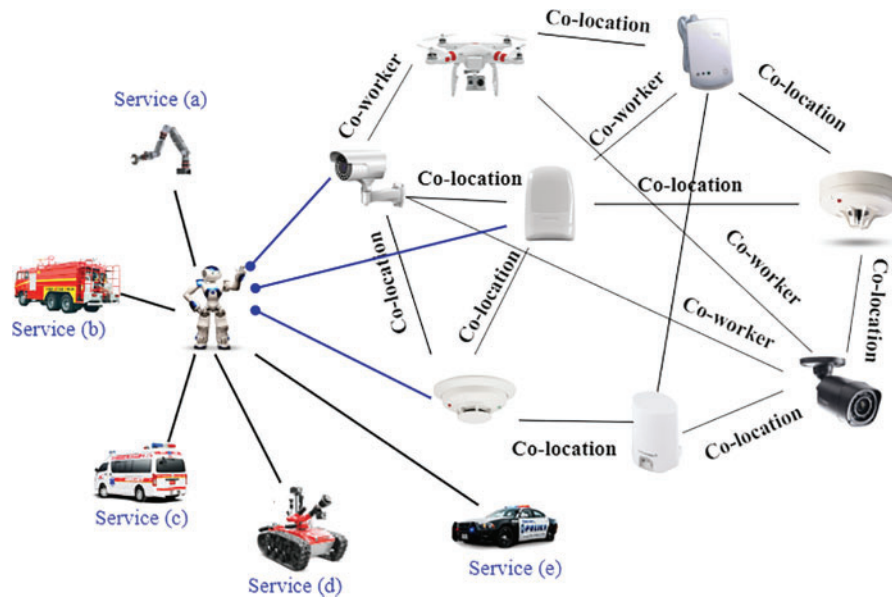 Co-location
Service (a)
Co-worker
Co-location
Co-worker
Co-location
Co-location
Service (b)
Co-location
Co-location
Co-worker
Co-location
Co-worker
Co-location
Co-location
Service (c)
Service (d)
Service (e)
POLICE